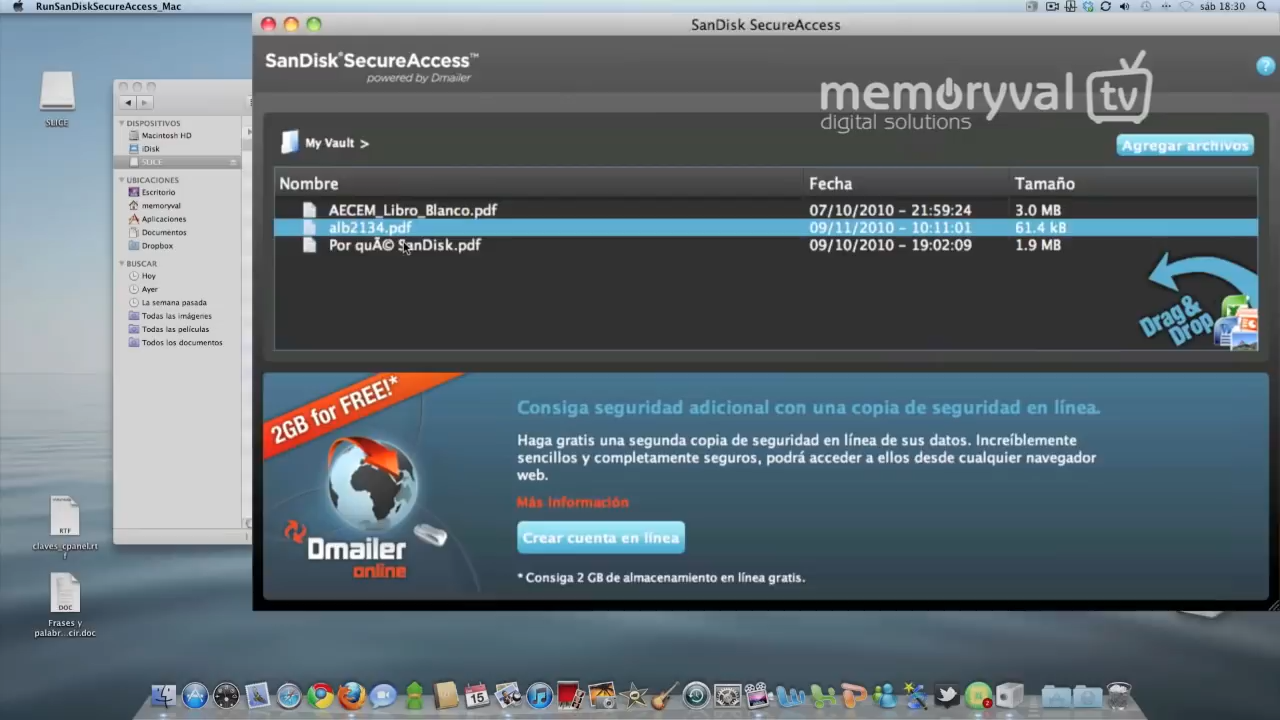 RunSanDiskSecureAccess_Mac
sáb 18:30
SanDisk SecureAccess
SanDisk®SecureAccess™
powered by Dmailer
memoryval tv
digital solutions
My Vault >
Agregar archivos
Nombre Fecha Tamaño
AECEM_Libro_Blanco.pdf 07/10/2010 - 21:59:24 3.0 MB
alb2134.pdf 09/11/2010 - 10:11:01 61.4 kB
Por quÃ© SanDisk.pdf 09/10/2010 - 19:02:09 1.9 MB
Drag &
Drop
2GB for FREE!*
Dmailer
online
Consiga seguridad adicional con una copia de seguridad en línea.
Haga gratis una segunda copia de seguridad en línea de sus datos. Increíblemente
sencillos y completamente seguros, podrá acceder a ellos desde cualquier navegador
web.
Más información
Crear cuenta en línea
* Consiga 2 GB de almacenamiento en línea gratis.
SLICE
DISPOSITIVOS
Macintosh HD
iDisk
SLICE
UBICACIONES
Escritorio
memoryval
Aplicaciones
Documentos
Dropbox
BUSCAR
Hoy
Ayer
La semana pasada
Todas las imágenes
Todas las películas
Todos los documentos
RTF
claves_cpanel.rt
f
DOC
Frases y
palabr...cir.doc
15
2